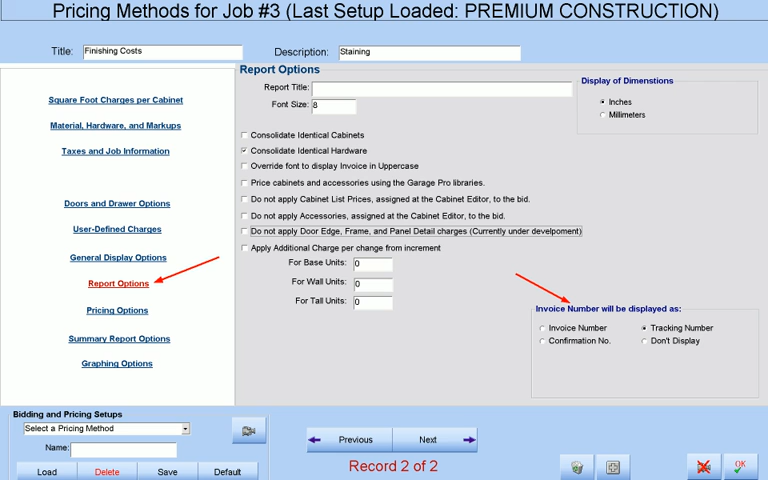 Pricing Methods for Job #3 (Last Setup Loaded: PREMIUM CONSTRUCTION)
Title: Finishing Costs Description: Staining
Square Foot Charges per Cabinet
Material, Hardware, and Markups
Taxes and Job Information
Doors and Drawer Options
User-Defined Charges
General Display Options
Report Options
Pricing Options
Summary Report Options
Graphing Options
Report Options
Report Title:
Font Size: 8
Display of Dimenstions
Inches
Millimeters
Consolidate Identical Cabinets
Consolidate Identical Hardware
Override font to display Invoice in Uppercase
Price cabinets and accessories using the Garage Pro libraries.
Do not apply Cabinet List Prices, assigned at the Cabinet Editor, to the bid.
Do not apply Accessories, assigned at the Cabinet Editor, to the bid.
Do not apply Door Edge, Frame, and Panel Detail charges (Currently under develpoment)
Apply Additional Charge per change from increment
For Base Units: 0
For Wall Units: 0
For Tall Units: 0
Invoice Number will be displayed as:
Invoice Number Tracking Number
Confirmation No. Don't Display
Bidding and Pricing Setups
Select a Pricing Method
Name:
Load Delete Save Default
Previous Next
Record 2 of 2
OK